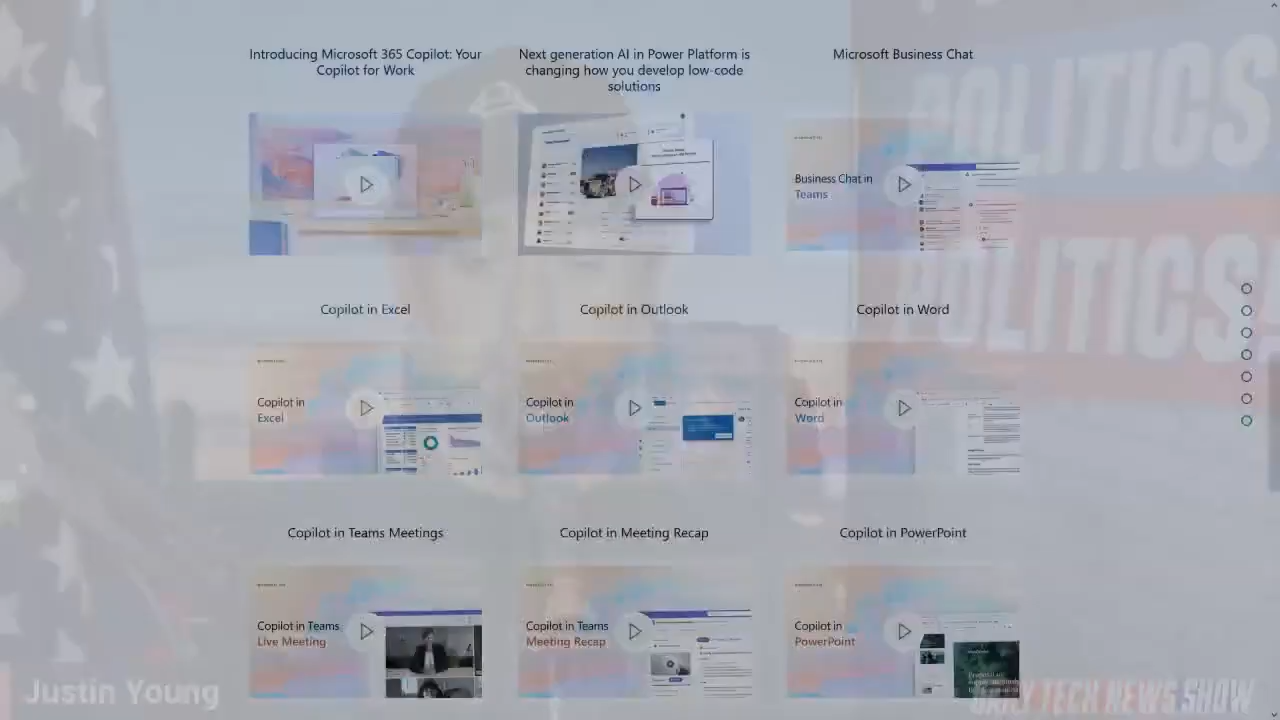 Introducing Microsoft 365 Copilot: Your
Copilot for Work
Next generation AI in Power Platform is
changing how you develop low-code
solutions
Microsoft Business Chat
POLITICS
POLITICS
Business Chat in
Teams
Copilot in Excel
Copilot in Outlook
Copilot in Word
Copilot in
Excel
Copilot in
Outlook
Copilot in
Word
Copilot in Teams Meetings
Copilot in Meeting Recap
Copilot in PowerPoint
Copilot in Teams
Live Meeting
Copilot in Teams
Meeting Recap
Copilot in
PowerPoint
Justin Young
DAILY TECH NEWS SHOW